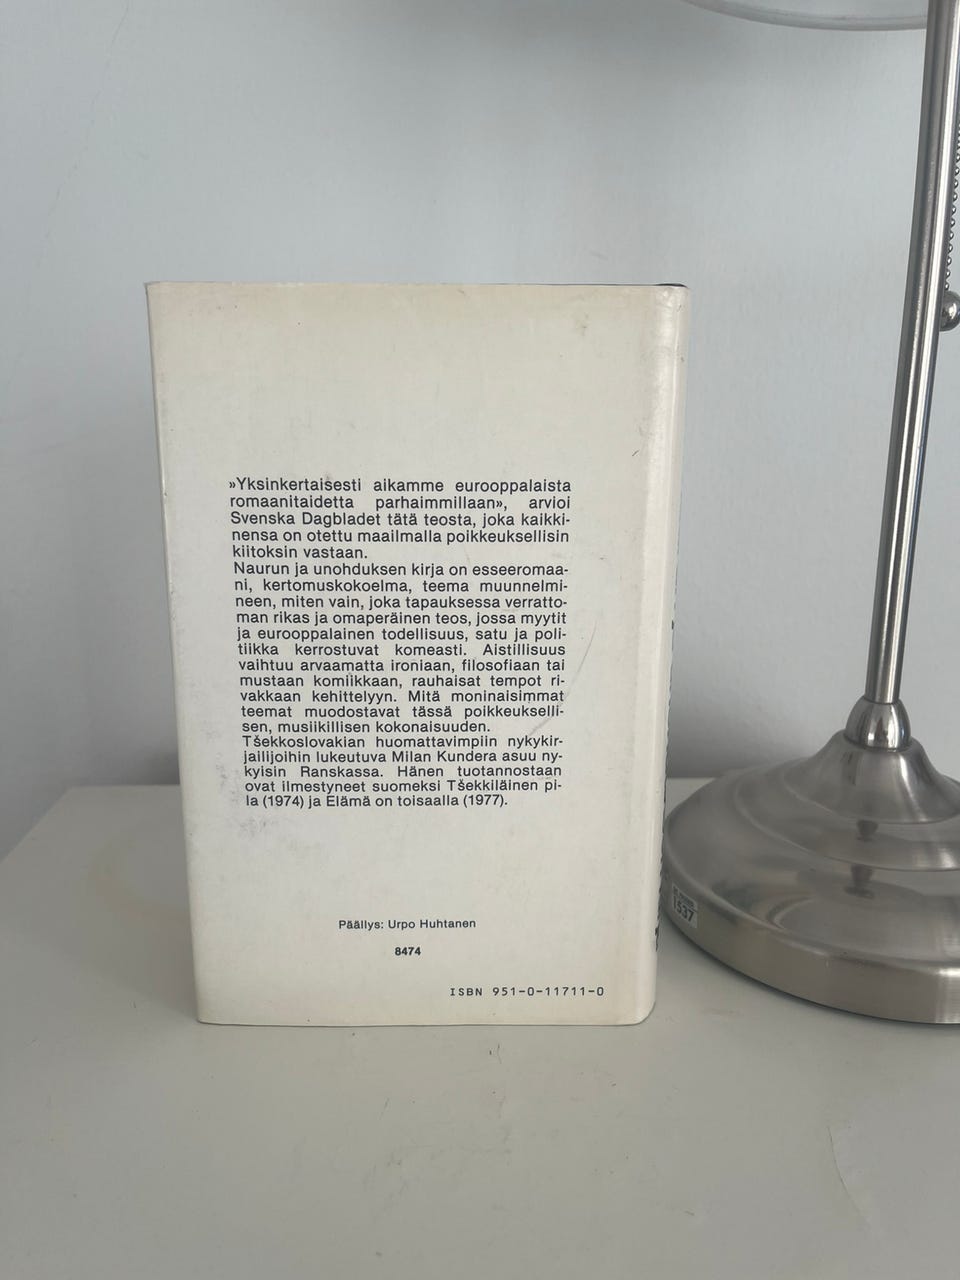 »Yksinkertaisesti aikamme eurooppalaista
romaanitaidetta parhaimmillaan», arvioi
Svenska Dagbladet tätä teosta, joka kaikki-
nensa on otettu maailmalla poikkeuksellisin
kiitoksin vastaan.
Naurun ja unohduksen kirja on esseeromaa-
ni, kertomuskokoelma, teema muunnelmi-
neen, miten vain, joka tapauksessa verratto-
man rikas ja omaperäinen teos, jossa myytit
ja eurooppalainen todellisuus, satu ja poli-
tiikka kerrostuvat komeasti. Aistillisuus
vaihtuu arvaamatta ironiaan, filosofiaan tai
mustaan komiikkaan, rauhaisat tempot ri-
vakkaan kehittelyyn. Mitä moninaisimmat
teemat muodostavat tässä poikkeukselli-
sen, musiikillisen kokonaisuuden.
Tšekkoslovakian huomattavimpiin nykykir-
jailijoihin lukeutuva Milan Kundera asuu ny-
kyisin Ranskassa. Hänen tuotannostaan
ovat ilmestyneet suomeksi Tšekkiläinen pi-
la (1974) ja Elämä on toisaalla (1977).
Päällys: Urpo Huhtanen
8474
ISBN 951-0-11711-0
1537